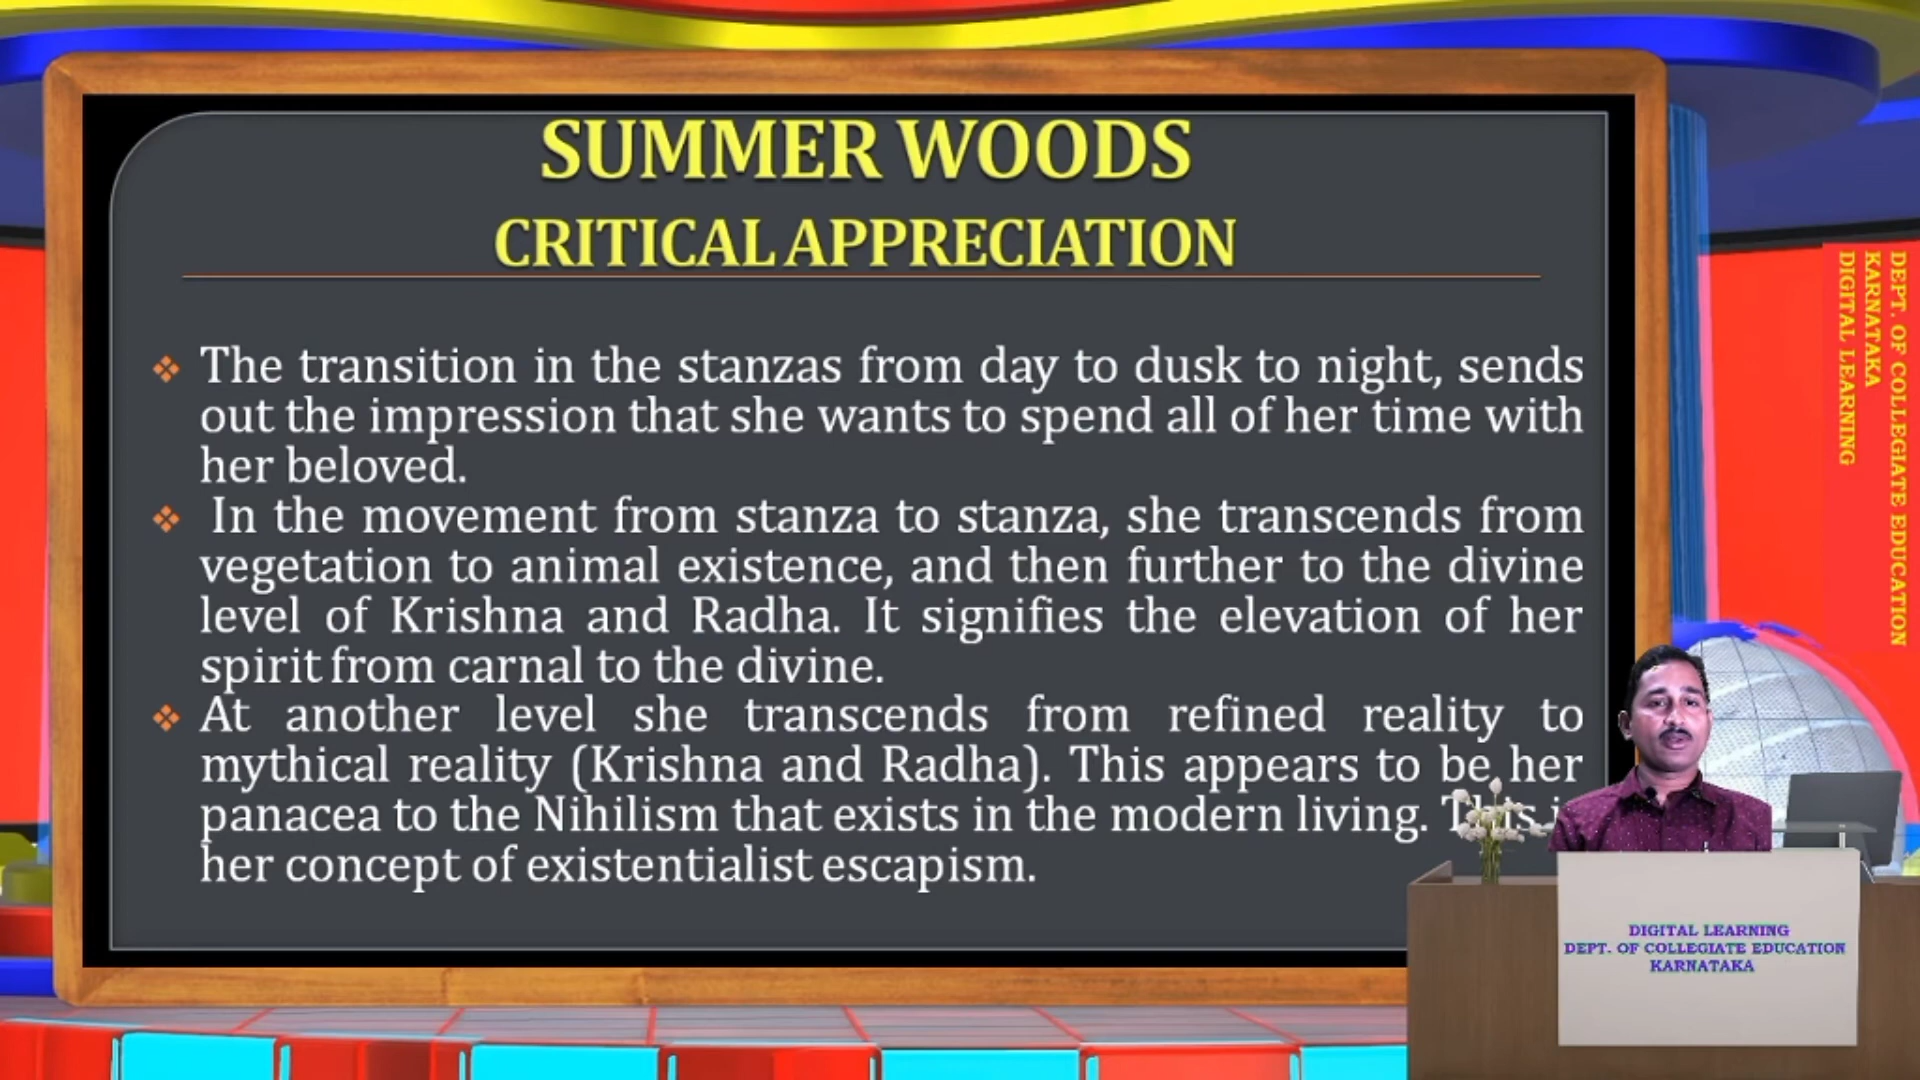 SUMMER WOODS
CRITICAL APPRECIATION
❖ The transition in the stanzas from day to dusk to night, sends
out the impression that she wants to spend all of her time with
her beloved.
❖ In the movement from stanza to stanza, she transcends from
vegetation to animal existence, and then further to the divine
level of Krishna and Radha. It signifies the elevation of her
spirit from carnal to the divine.
❖ At another level she transcends from refined reality to
mythical reality (Krishna and Radha). This appears to be her
panacea to the Nihilism that exists in the modern living. This
her concept of existentialist escapism.
DEPT. OF COLLEGIATE EDUCATION
KARNATAKA
DIGITAL LEARNING
DIGITAL LEARNING
DEPT. OF COLLEGIATE EDUCATION
KARNATAKA